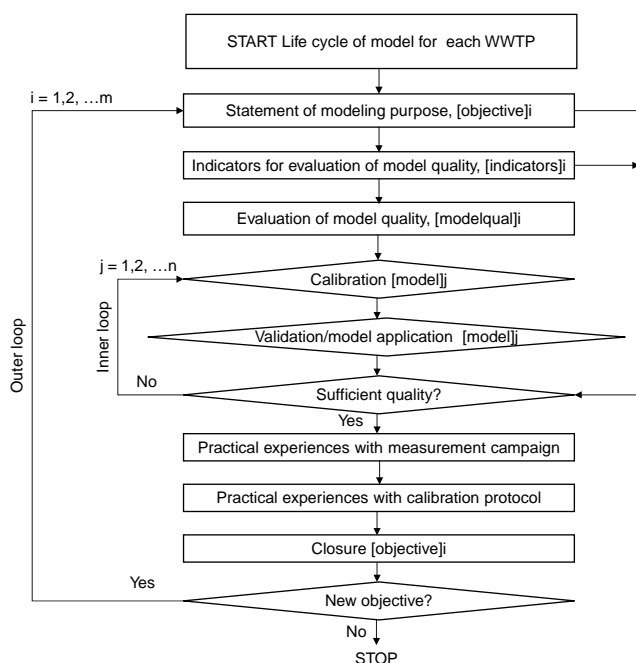 START Life cycle of model for each WWTP
i = 1,2, …m
Statement of modeling purpose, [objective]i
Indicators for evaluation of model quality, [indicators]i
Evaluation of model quality, [modelqual]i
j = 1,2, …n
Calibration [model]j
Outer loop
Inner loop
Validation/model application [model]j
No
Sufficient quality?
Yes
Practical experiences with measurement campaign
Practical experiences with calibration protocol
Closure [objective]i
Yes
New objective?
No
STOP